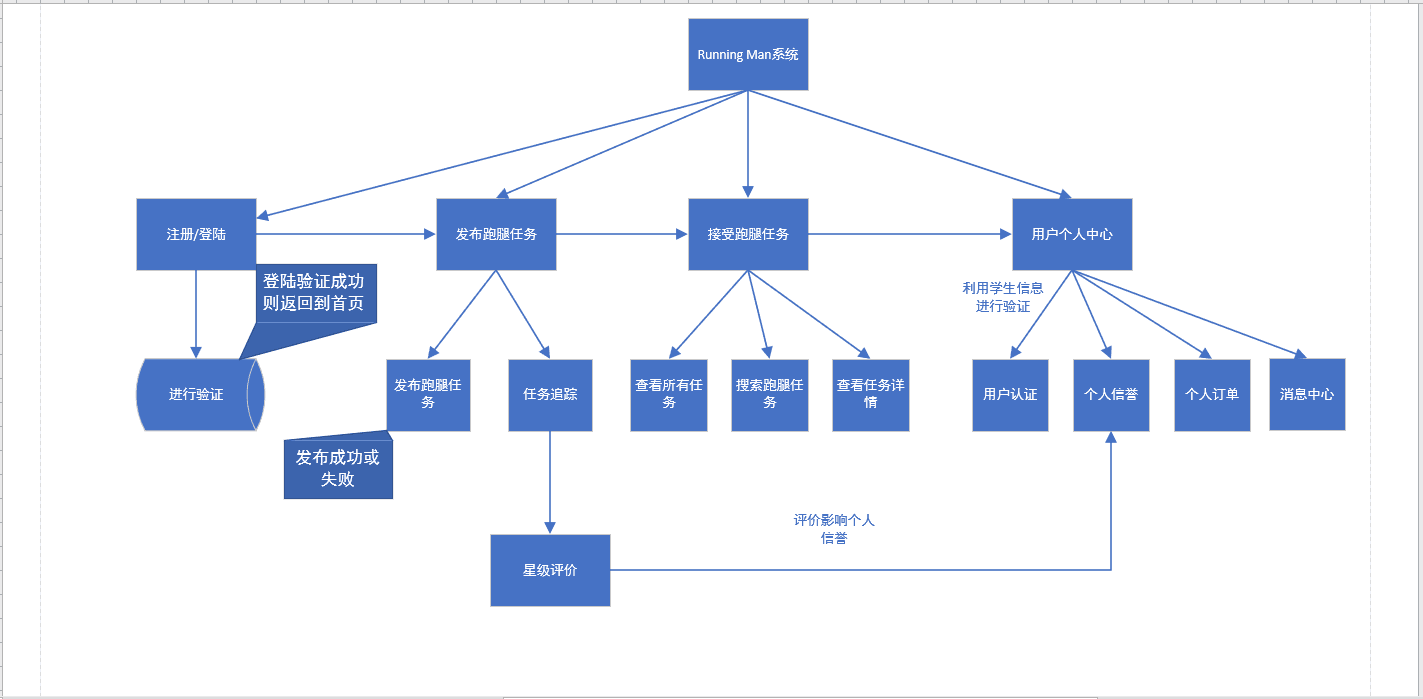 Running Man系统
注册/登陆
发布跑腿任务
接受跑腿任务
用户个人中心
登陆验证成功
则返回到首页
利用学生信息
进行验证
进行验证
发布跑腿任
务
任务追踪
查看所有任
务
搜索跑腿任
务
查看任务详
情
用户认证
个人信誉
个人订单
消息中心
发布成功或
失败
评价影响个人
信誉
星级评价